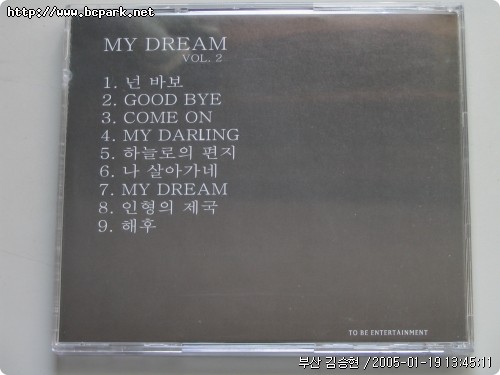 http://www.bcpark.net
MY DREAM
VOL. 2
1. 넌 바보
2. GOOD BYE
3. COME ON
4. MY DARLING
5. 하늘로의 편지
6. 나 살아가네
7. MY DREAM
8. 인형의 제국
9. 해후
TO BE ENTERTAINMENT
부산 김승현 / 2005-01-19 13:45:11